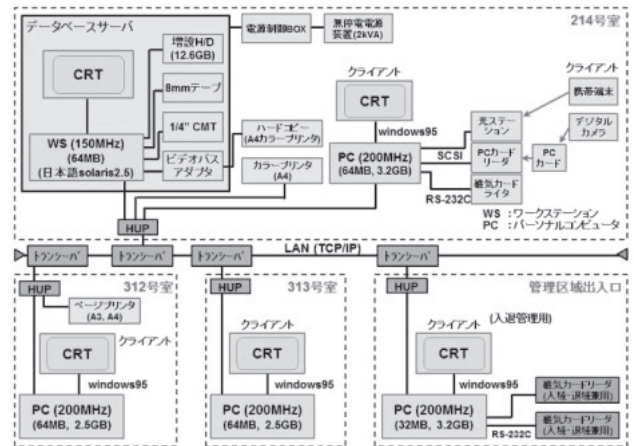 214号室
データベースサーバ
CRT
WS (150MHz)
(64MB)
(日本語solaris2.5)
増設H/D
(12.6GB)
8mmテープ
1/4" CMT
ビデオバス
アダプタ
電源制御BOX
無停電電源
装置(2kVA)
ハードコピー
(A4カラープリンタ)
カラープリンタ
(A4)
クライアント
CRT
windows95
PC (200MHz)
(64MB, 3.2GB)
SCSI
RS-232C
光ステー
ション
PCカード
リーダ
磁気カード
ライタ
クライアント
携帯端末
デジタル
カメラ
PC
カード
WS :ワークステーション
PC :パーソナルコンピュータ
HUP
LAN (TCP/IP)
トランシーバ
トランシーバ
トランシーバ
トランシーバ
312号室
HUP
ページプリンタ
(A3, A4)
クライアント
CRT
windows95
PC (200MHz)
(64MB, 2.5GB)
313号室
HUP
クライアント
CRT
windows95
PC (200MHz)
(64MB, 2.5GB)
管理区域出入口
HUP
(入退管理用)
クライアント
CRT
windows95
PC (200MHz)
(32MB, 3.2GB)
RS-232C
磁気カードリーダ
(入域・退域兼用)
磁気カードリーダ
(入域・退域兼用)